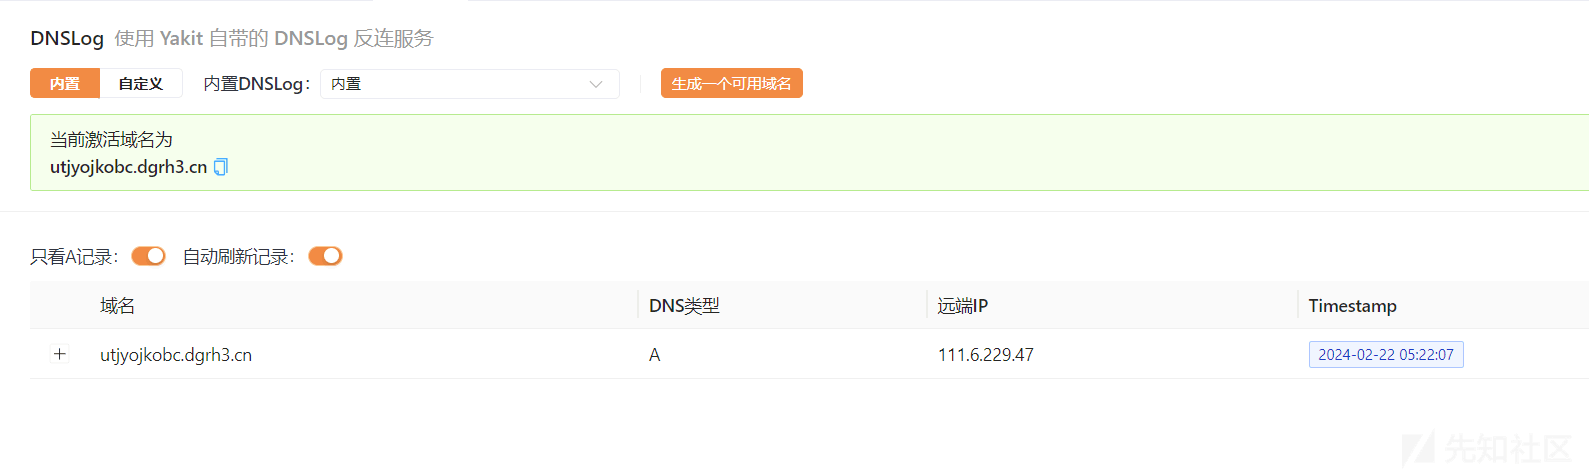 DNSLog 使用 Yakit 自带的 DNSLog 反连服务
内置 自定义 内置DNSLog： 内置 生成一个可用域名
当前激活域名为
utjyojkobc.dgrh3.cn
只看A记录： 自动刷新记录：
域名 DNS类型 远端IP Timestamp
+ utjyojkobc.dgrh3.cn A 111.6.229.47 2024-02-22 05:22:07
先知社区